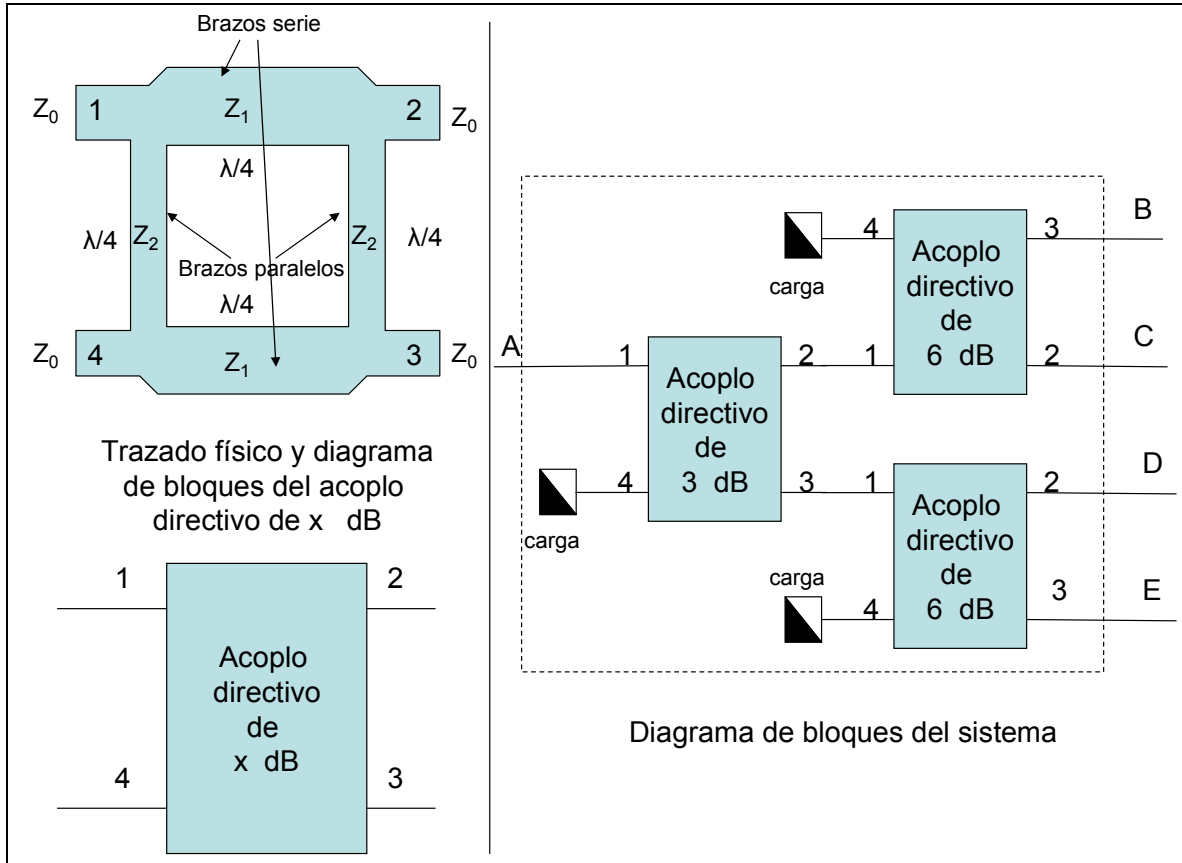 Brazos serie
Z0 1 Z1 2 Z0
λ/4
λ/4 Z2 Z2 λ/4
Brazos paralelos
λ/4
Z0 4 Z1 3 Z0
Trazado físico y diagrama
de bloques del acoplo
directivo de x dB
1 2
Acoplo
directivo
de
x dB
4 3
B
4 3
Acoplo
directivo
de
6 dB
carga
C
1 2
A
1 2
Acoplo
directivo
de
3 dB
4 3
carga
D
1 2
Acoplo
directivo
de
6 dB
carga
4 3
E
Diagrama de bloques del sistema